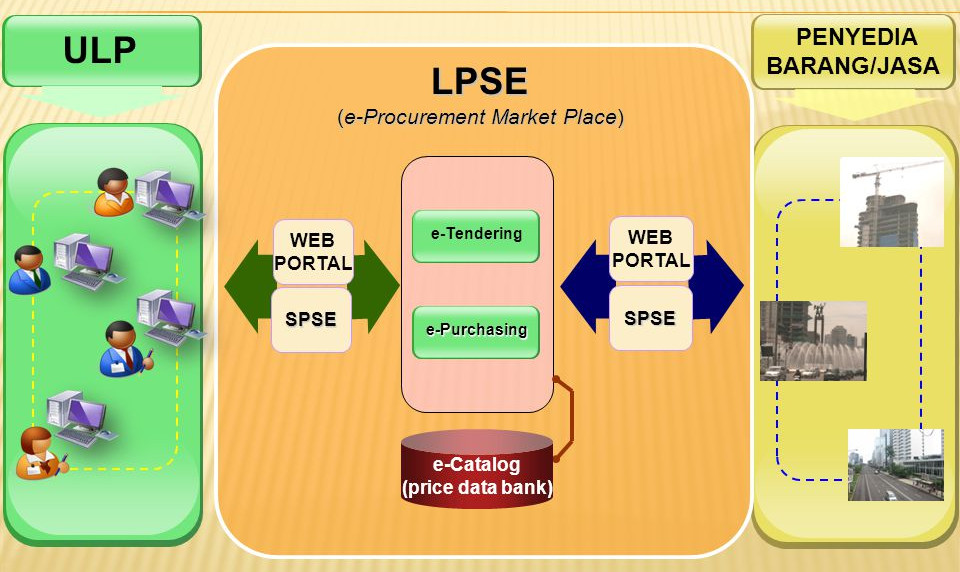 ULP
PENYEDIA
BARANG/JASA
LPSE
(e-Procurement Market Place)
WEB
PORTAL
SPSE
e-Tendering
e-Purchasing
WEB
PORTAL
SPSE
e-Catalog
(price data bank)